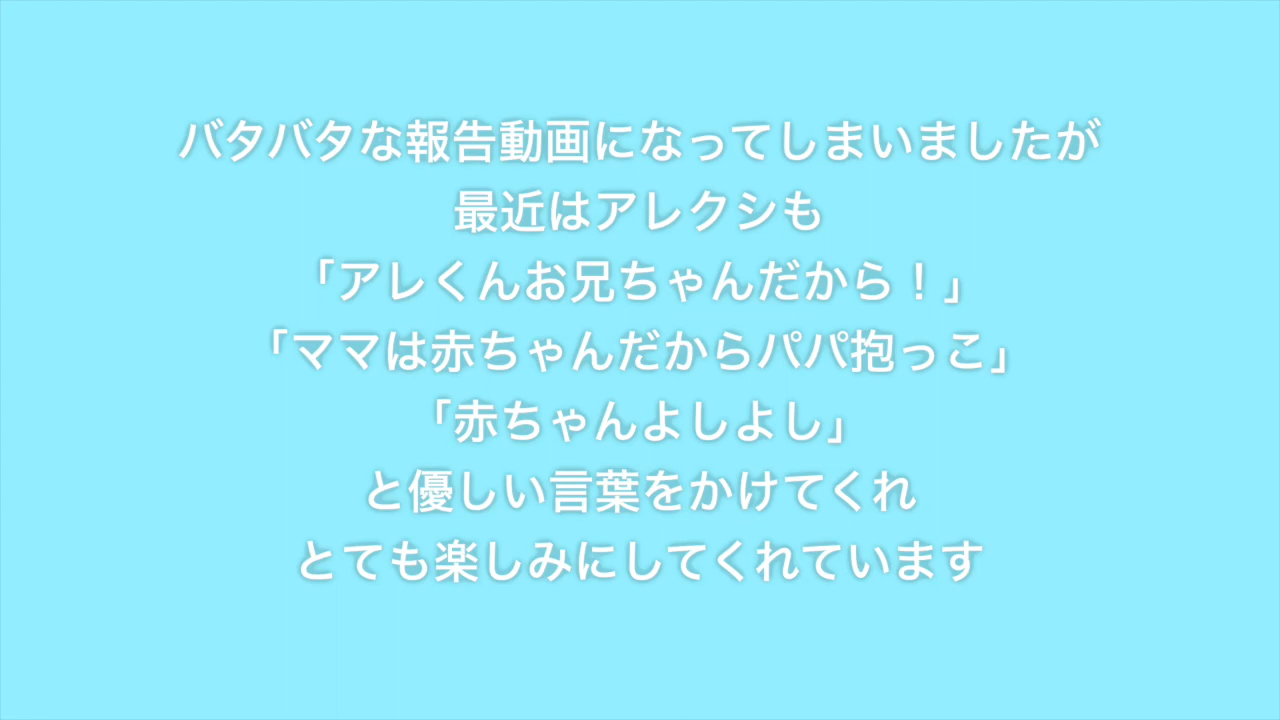 バタバタな報告動画になってしまいましたが
最近はアレクシも
「アレくんお兄ちゃんだから！」
「ママは赤ちゃんだからパパ抱っこ」
「赤ちゃんよしよし」
と優しい言葉をかけてくれ
とても楽しみにしてくれています